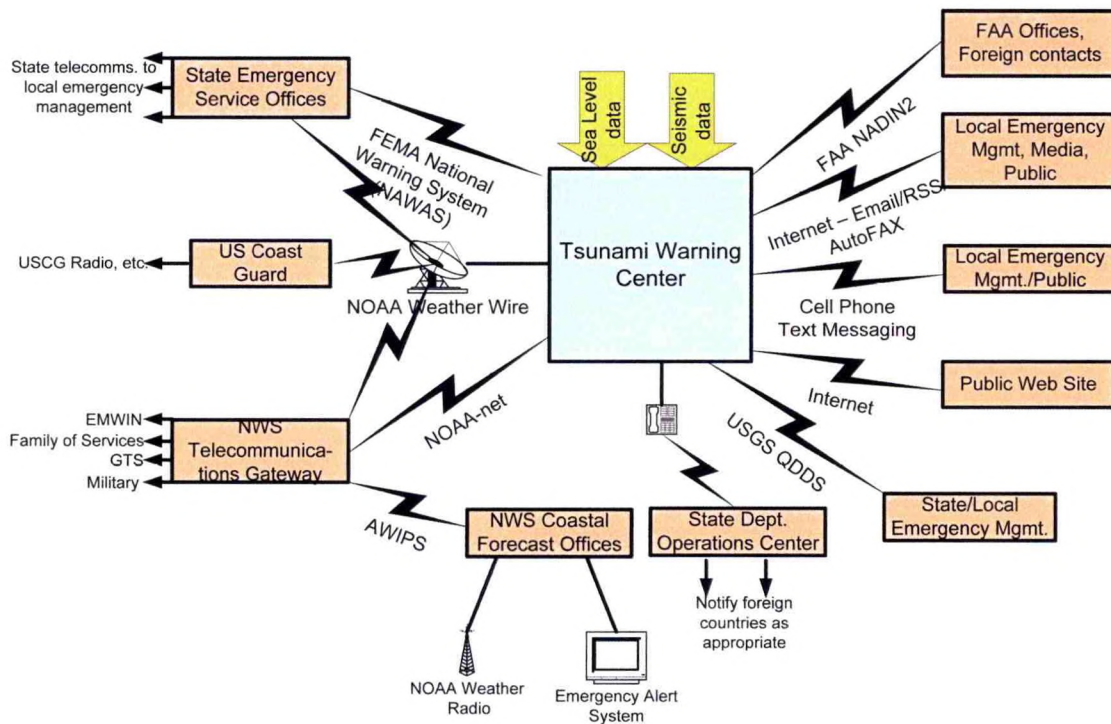 State telecomms. to
local emergency
management
State Emergency
Service Offices
FEMA National
Warning System
(NAWAS)
Sea Level
data
Seismic
data
FAA NADIN2
FAA Offices,
Foreign contacts
Local Emergency
Mgmt, Media,
Public
Internet – Email/RSS/
AutoFAX
USCG Radio, etc.
US Coast
Guard
NOAA Weather Wire
Tsunami Warning
Center
Local Emergency
Mgmt./Public
Cell Phone
Text Messaging
Public Web Site
Internet
EMWIN
Family of Services
GTS
Military
NWS
Telecommunica-
tions Gateway
NOAA-net
USGS QDDS
AWIPS
NWS Coastal
Forecast Offices
State Dept.
Operations Center
State/Local
Emergency Mgmt.
Notify foreign
countries as
appropriate
NOAA Weather
Radio
Emergency Alert
System